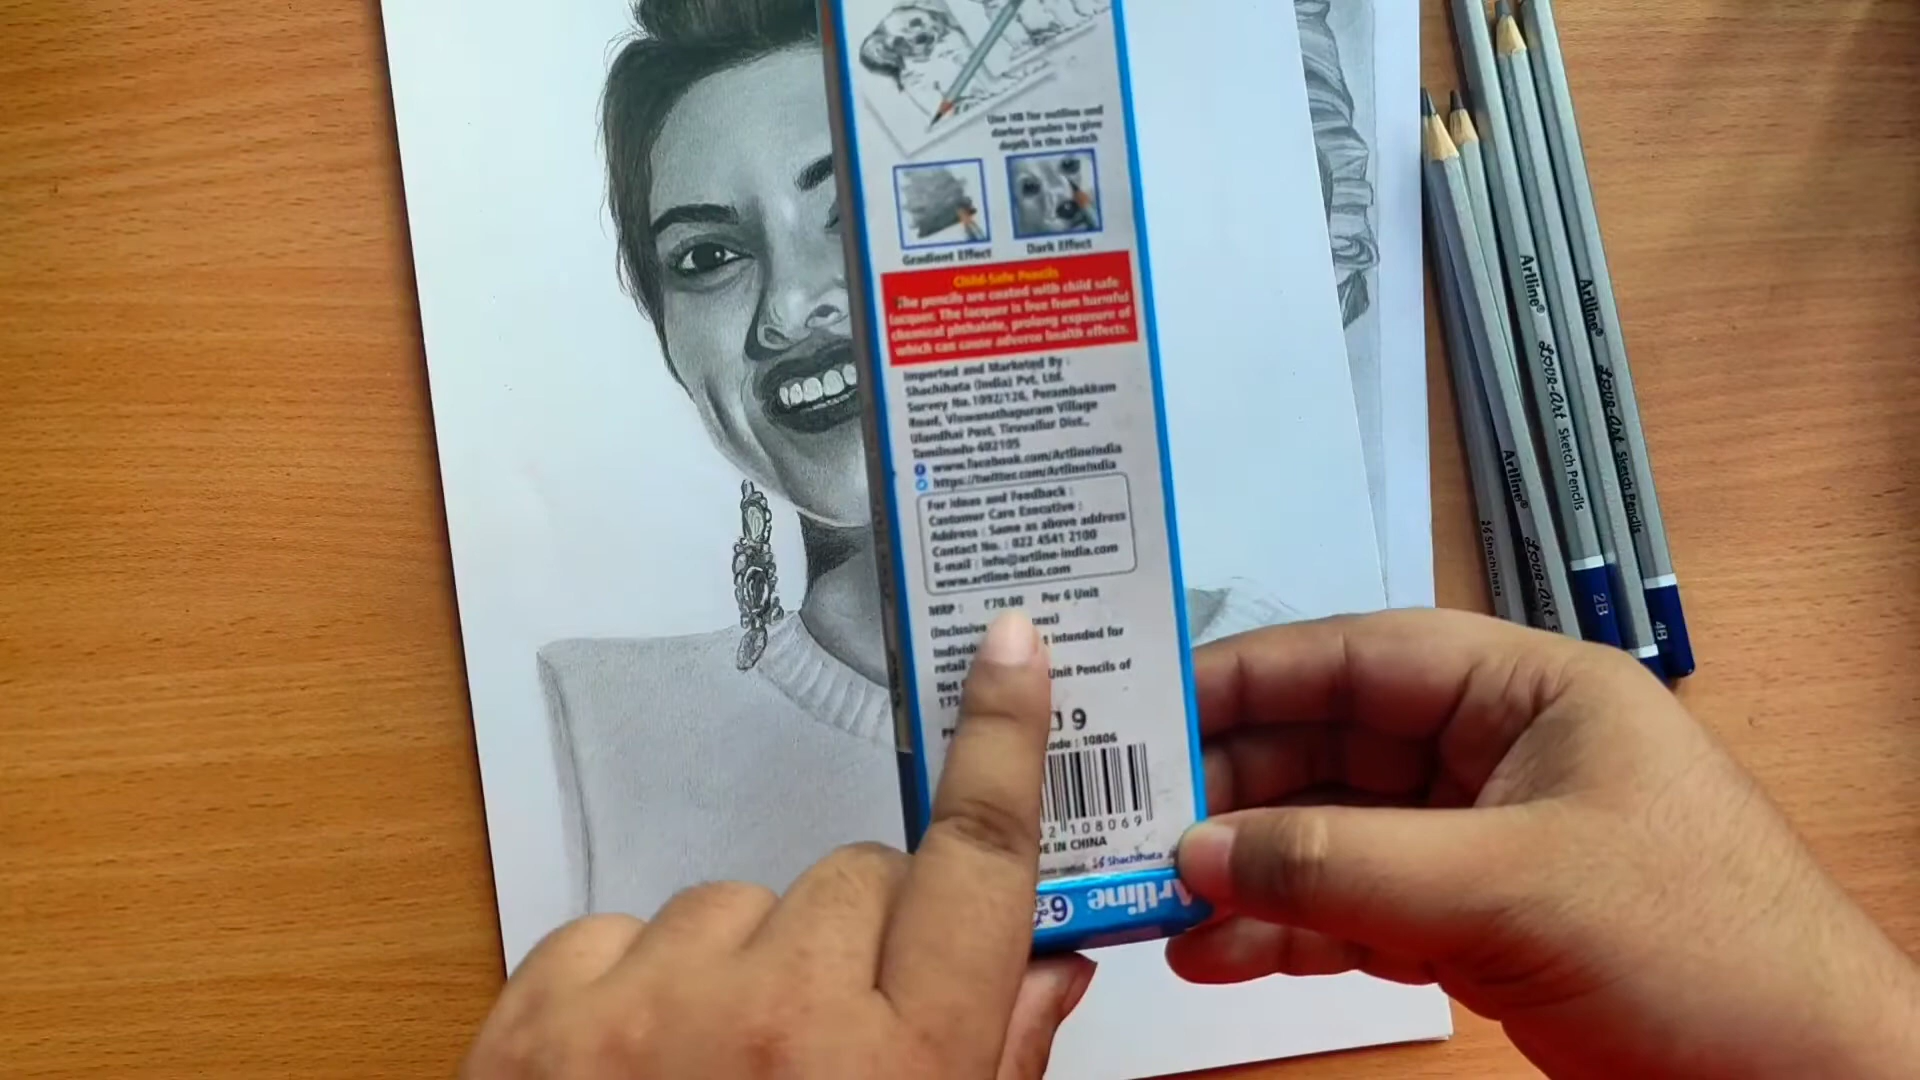 Use HB for outline and
darker grades to give
depth in the sketch
Gradient Effect
Dark Effect
Child-Safe Pencils
The pencils are coated with child safe
lacquer. The lacquer is free from harmful
chemical phthalate, prolong exposure of
which can cause adverse health effects.
Imported and Marketed By :
Shachihata (India) Pvt. Ltd.
Survey No. 1092/126, Perambakkam
Road, Viswanathapuram Village
Ulandhai Post, Tiruvallur Dist.,
Tamilnadu-602105
www.facebook.com/ArtlineIndia
https://twitter.com/ArtlineIndia
For Ideas and Feedback :
Customer Care Executive :
Address : Same as above address
Contact No. : 022 4541 2100
E-mail : info@artline-india.com
www.artline-india.com
MRP : ₹70.00 Per 6 Unit
(Inclusive
intended for
retail
Net
Unit Pencils of
175
19
10806
2 108069
IN CHINA
Shachihata
Artline
6
Artline® Love-Art Sketch Pencils 2B
Artline® Love-Art Sketch Pencils 4B
Artline® Love-Art
Shachihata